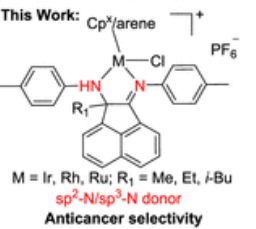 This Work:
Cpˣ/arene
+
M
Cl
PF₆⁻
HN
N
R₁
M = Ir, Rh, Ru; R₁ = Me, Et, i-Bu
sp²-N/sp³-N donor
Anticancer selectivity